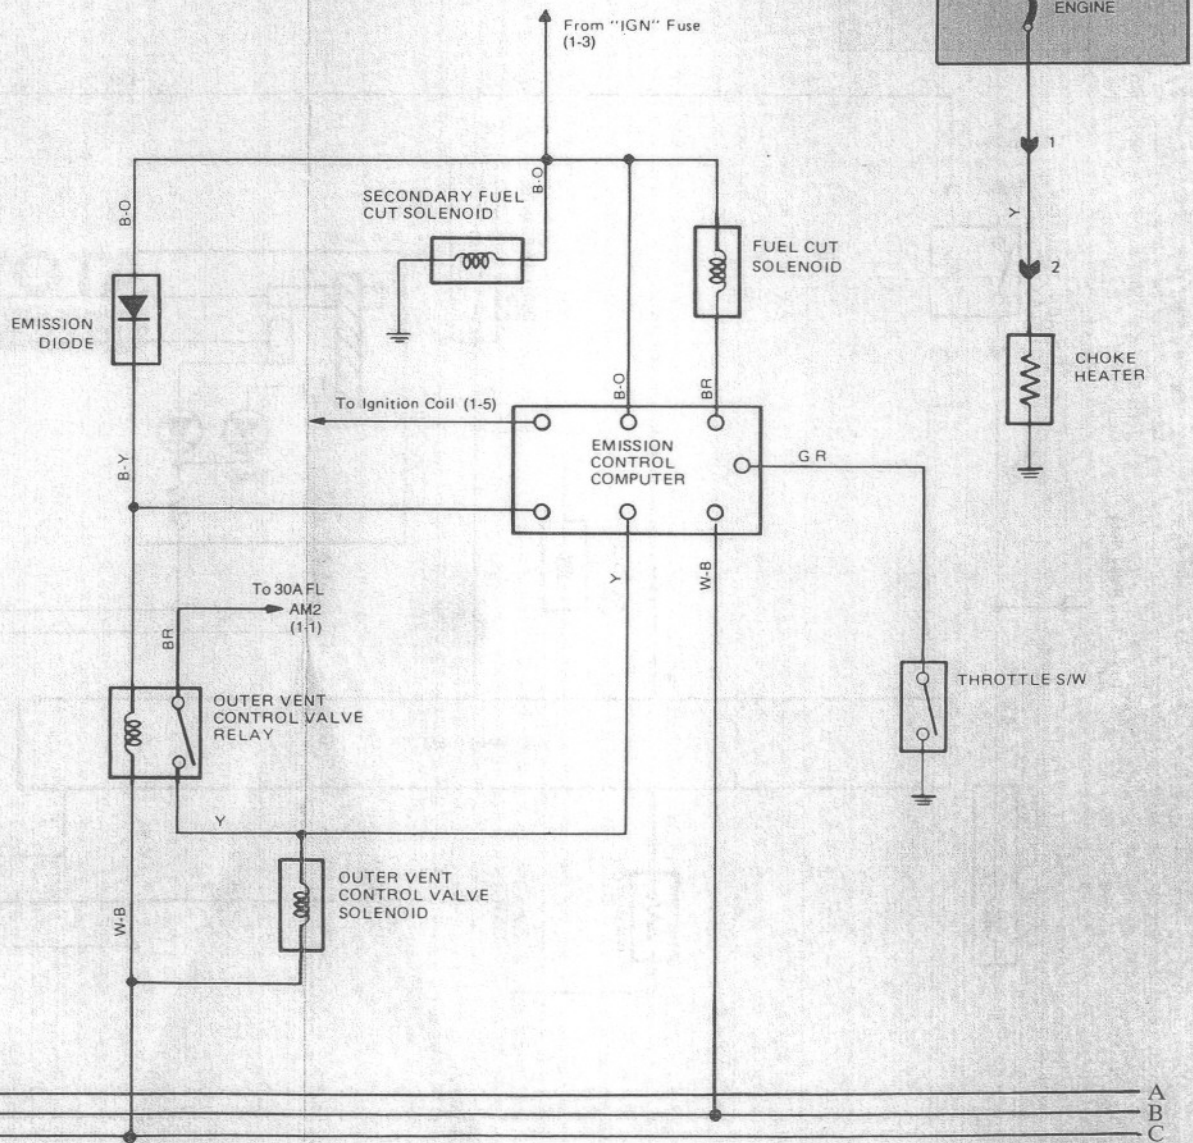 From "IGN" Fuse
(1-3)
ENGINE
1
B-O
B-O
SECONDARY FUEL
CUT SOLENOID
Y
FUEL CUT
SOLENOID
2
EMISSION
DIODE
CHOKE
HEATER
B-O
BR
To Ignition Coil (1-5)
EMISSION
CONTROL
COMPUTER
GR
B-Y
Y
W-B
To 30A FL
AM2
(1-1)
BR
THROTTLE S/W
OUTER VENT
CONTROL VALVE
RELAY
Y
OUTER VENT
CONTROL VALVE
SOLENOID
W-B
A
B
C